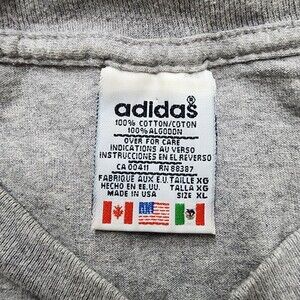 adidas
100% COTTON/COTON
100% ALGODON
OVER FOR CARE
INDICATIONS AU VERSO
INSTRUCCIONES EN EL REVERSO
CA 00411 RN 88387
FABRIQUÉ AUX E.U. TAILLE XG
HECHO EN EE.UU. TALLA XG
MADE IN USA SIZE XL